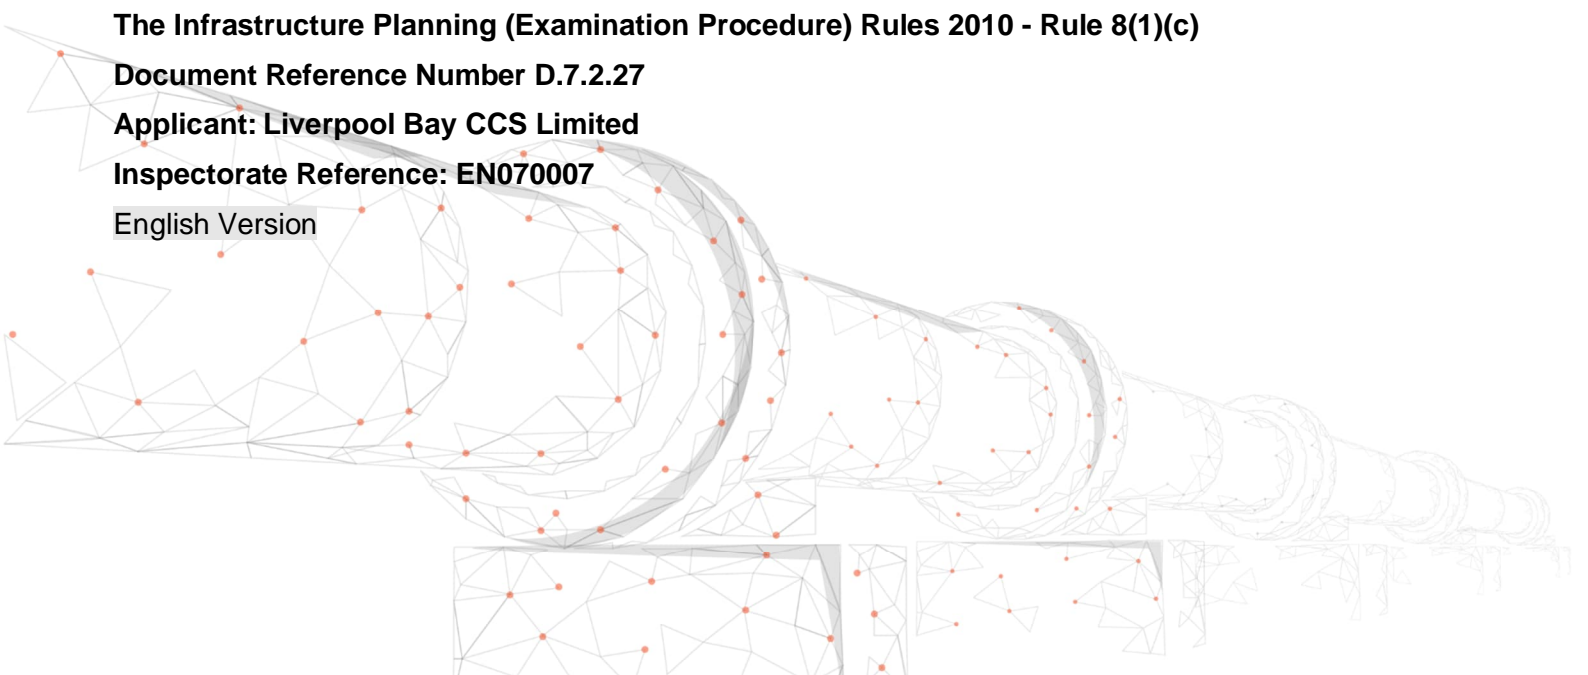 The Infrastructure Planning (Examination Procedure) Rules 2010 - Rule 8(1)(c)
Document Reference Number D.7.2.27
Applicant: Liverpool Bay CCS Limited
Inspectorate Reference: EN070007
English Version